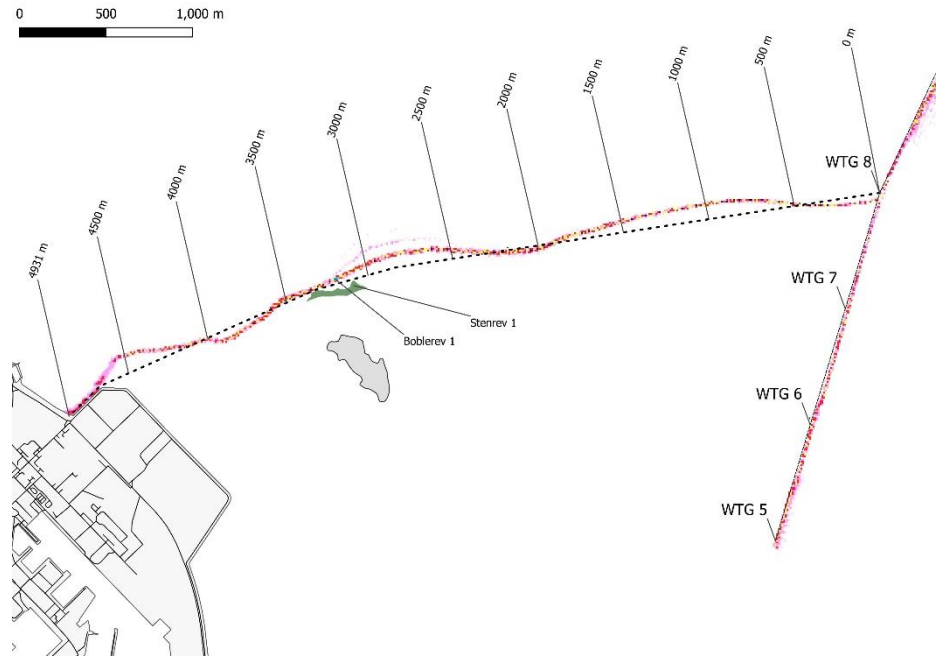 0 500 1,000 m
0 m
500 m
1000 m
1500 m
2000 m
2500 m
3000 m
3500 m
4000 m
4500 m
4931 m
WTG 8
WTG 7
Stenrev 1
Boblerev 1
WTG 6
WTG 5